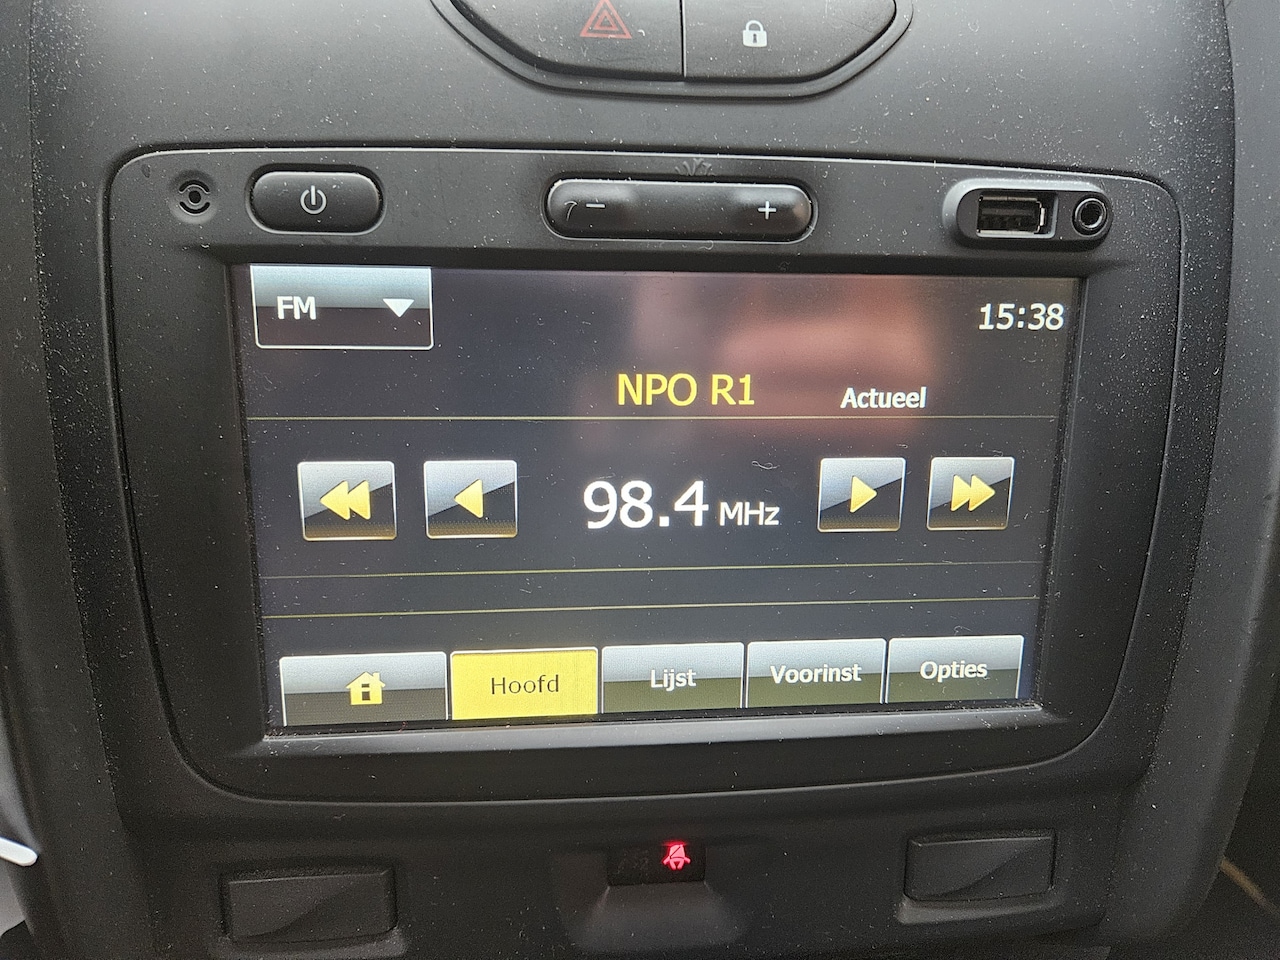 FM
15:38
NPO R1 Actueel
98.4 MHz
Hoofd Lijst Voorinst Opties